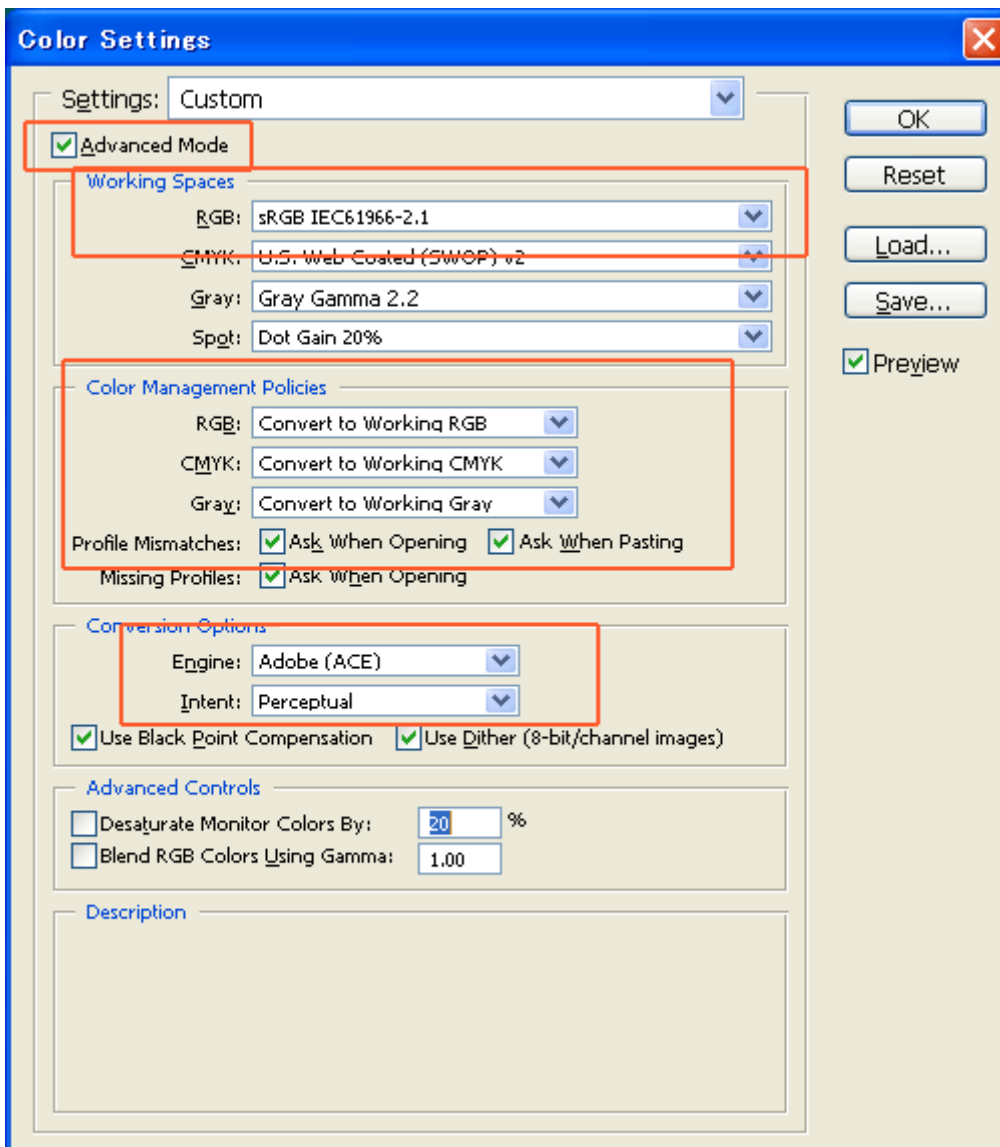 Color Settings
Settings: Custom
OK
Advanced Mode
Reset
Working Spaces
RGB: sRGB IEC61966-2.1
CMYK: U.S. Web Coated (SWOP) v2
Load...
Gray: Gray Gamma 2.2
Save...
Spot: Dot Gain 20%
Preview
Color Management Policies
RGB: Convert to Working RGB
CMYK: Convert to Working CMYK
Gray: Convert to Working Gray
Profile Mismatches: Ask When Opening Ask When Pasting
Missing Profiles: Ask When Opening
Conversion Options
Engine: Adobe (ACE)
Intent: Perceptual
Use Black Point Compensation Use Dither (8-bit/channel images)
Advanced Controls
Desaturate Monitor Colors By: 20 %
Blend RGB Colors Using Gamma: 1.00
Description